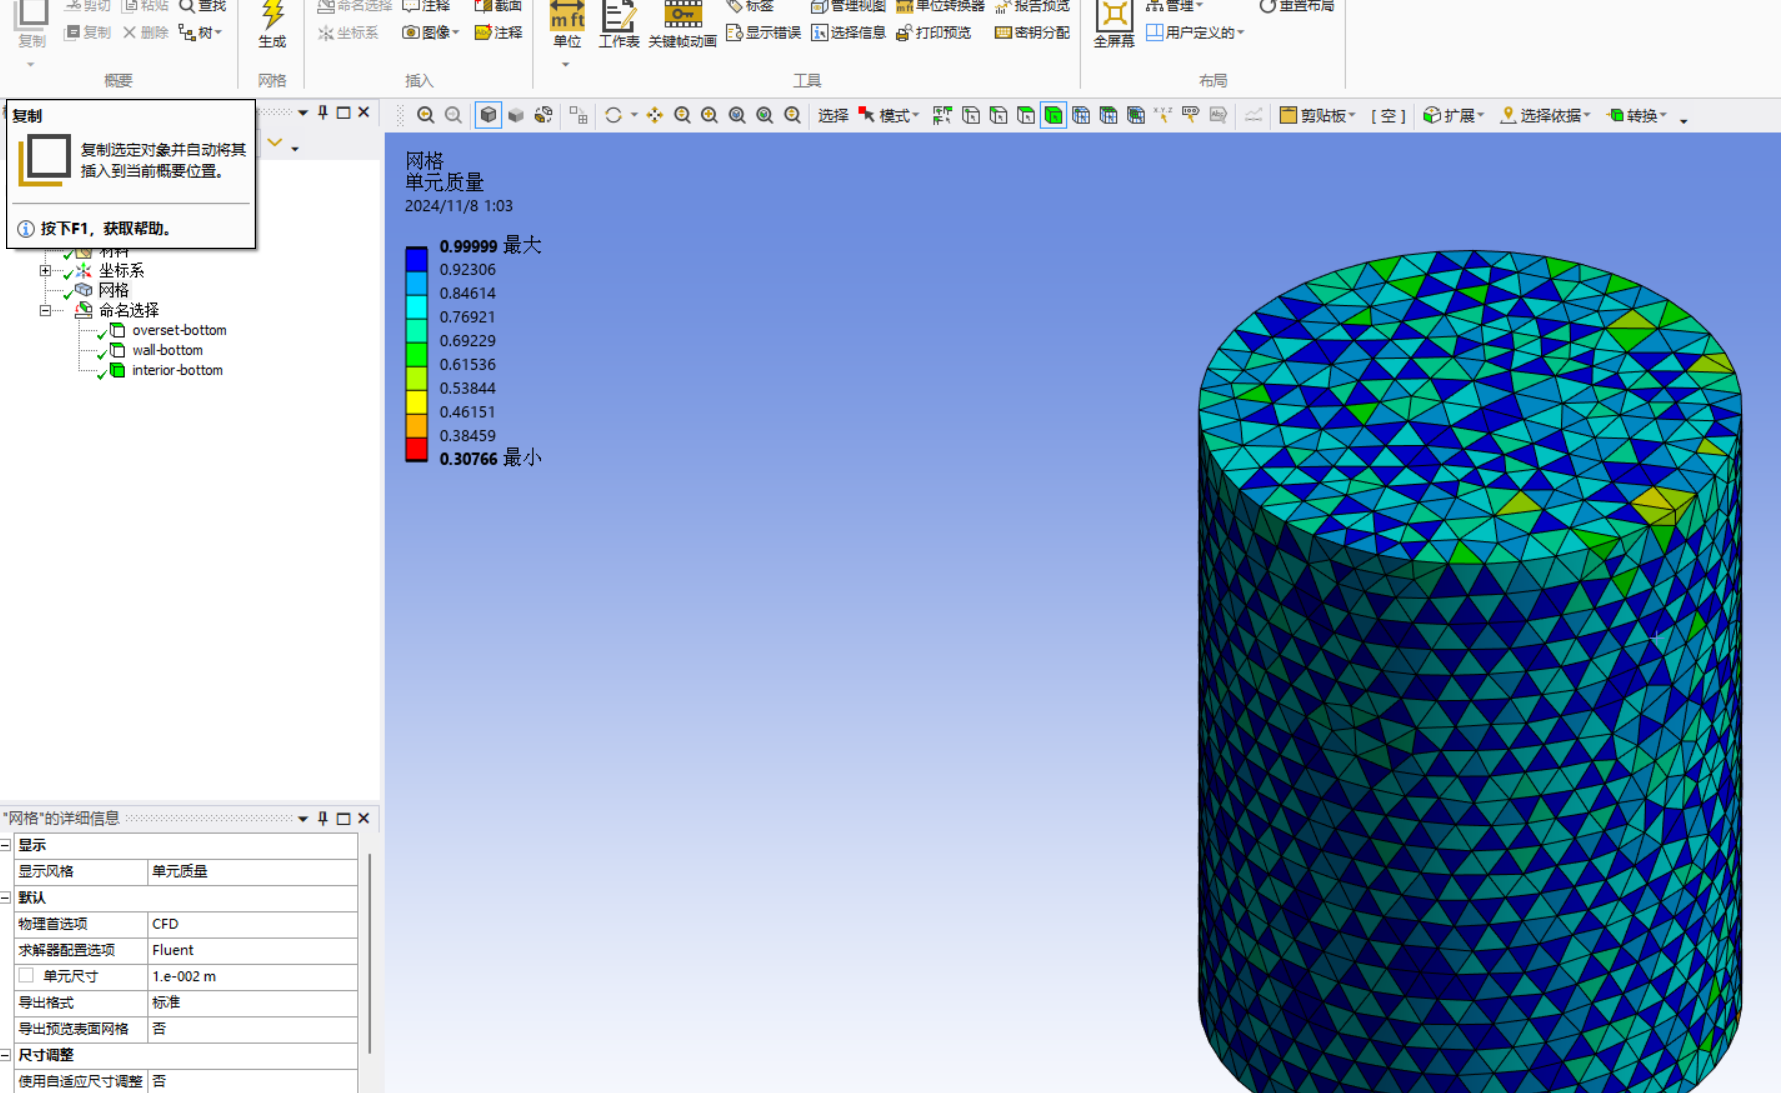 剪切 粘贴 查找
复制 复制 删除 树
概要
生成
网格
命名选择 注释 截面
坐标系 图像 注释
插入
m ft
单位 工作表 关键帧动画
标签 管理视图 单位转换器 报告预览
显示错误 选择信息 打印预览 密钥分配
工具
全屏幕
管理 重置布局
用户定义的
布局
复制
复制选定对象并自动将其
插入到当前概要位置。
按下F1，获取帮助。
材料
坐标系
网格
命名选择
overset-bottom
wall-bottom
interior-bottom
选择 模式 剪贴板 [ 空 ] 扩展 选择依据 转换
网格
单元质量
2024/11/8 1:03
0.99999 最大
0.92306
0.84614
0.76921
0.69229
0.61536
0.53844
0.46151
0.38459
0.30766 最小
"网格"的详细信息
显示
显示风格 单元质量
默认
物理首选项 CFD
求解器配置选项 Fluent
单元尺寸 1.e-002 m
导出格式 标准
导出预览表面网格 否
尺寸调整
使用自适应尺寸调整 否